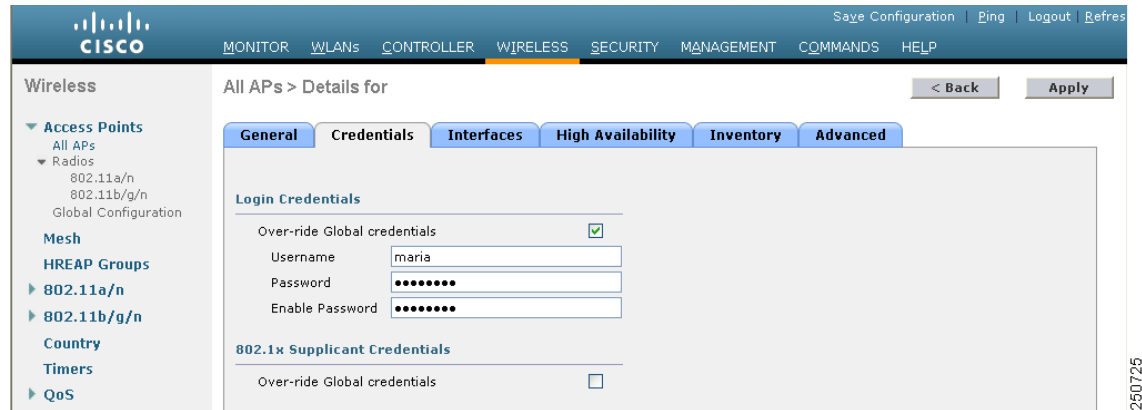 Save Configuration | Ping | Logout | Refres
CISCO
MONITOR WLANs CONTROLLER WIRELESS SECURITY MANAGEMENT COMMANDS HELP
Wireless
Access Points
All APs
Radios
802.11a/n
802.11b/g/n
Global Configuration
Mesh
HREAP Groups
802.11a/n
802.11b/g/n
Country
Timers
QoS
All APs > Details for
< Back Apply
General Credentials Interfaces High Availability Inventory Advanced
Login Credentials
Over-ride Global credentials
Username maria
Password ••••••••
Enable Password ••••••••
802.1x Supplicant Credentials
Over-ride Global credentials
250725